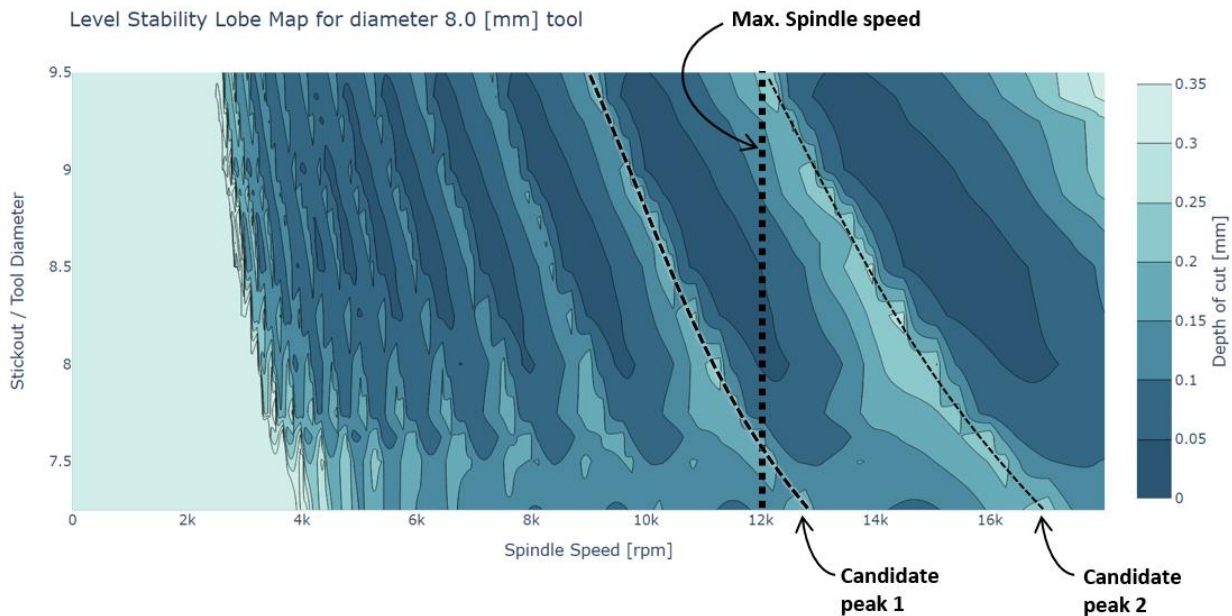 Level Stability Lobe Map for diameter 8.0 [mm] tool
Max. Spindle speed
9.5
9
8.5
8
7.5
Stickout / Tool Diameter
0
2k
4k
6k
8k
10k
12k
14k
16k
Spindle Speed [rpm]
0.35
0.3
0.25
0.2
0.15
0.1
0.05
0
Depth of cut [mm]
Candidate
peak 1
Candidate
peak 2